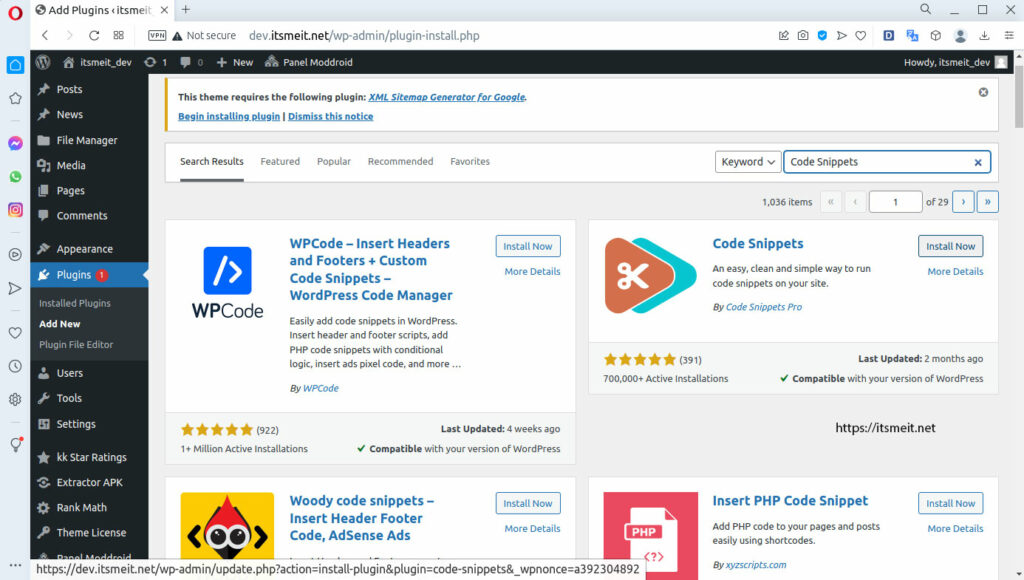 Add Plugins ‹ itsmeit
VPN
Not secure
dev.itsmeit.net/wp-admin/plugin-install.php
itsmeit_dev
1
0
New
Panel Moddroid
Howdy, itsmeit_dev
Posts
News
File Manager
Media
Pages
Comments
Appearance
Plugins 1
Installed Plugins
Add New
Plugin File Editor
Users
Tools
Settings
kk Star Ratings
Extractor APK
Rank Math
Theme License
Panel Moddroid
This theme requires the following plugin: XML Sitemap Generator for Google.
Begin installing plugin | Dismiss this notice
Search Results
Featured
Popular
Recommended
Favorites
Keyword
Code Snippets
1,036 items
«
‹
1
of 29
›
»
WPCode
WPCode – Insert Headers
and Footers + Custom
Code Snippets –
WordPress Code Manager
Install Now
More Details
Easily add code snippets in WordPress.
Insert header and footer scripts, add
PHP code snippets with conditional
logic, insert ads pixel code, and more …
By WPCode
(922)
1+ Million Active Installations
Last Updated: 4 weeks ago
Compatible with your version of WordPress
Code Snippets
Install Now
More Details
An easy, clean and simple way to run
code snippets on your site.
By Code Snippets Pro
(391)
700,000+ Active Installations
Last Updated: 2 months ago
Compatible with your version of WordPress
https://itsmeit.net
Woody code snippets –
Insert Header Footer
Code, AdSense Ads
Install Now
More Details
PHP
<?>
Insert PHP Code Snippet
Install Now
More Details
Add PHP code to your pages and posts
easily using shortcodes.
By xyzscripts.com
https://dev.itsmeit.net/wp-admin/update.php?action=install-plugin&plugin=code-snippets&_wpnonce=a392304892